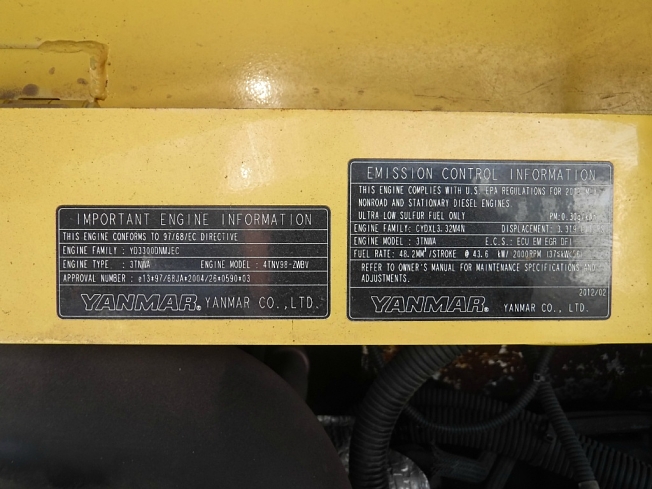 IMPORTANT ENGINE INFORMATION
THIS ENGINE CONFORMS TO 97/68/EC DIRECTIVE
ENGINE FAMILY : YD3300DNMJEC
ENGINE TYPE : 3TNWA ENGINE MODEL : 4TNV98-ZWBV
APPROVAL NUMBER : e13*97/68JA*2004/26*0590*03
YANMAR® YANMAR CO.,LTD.
EMISSION CONTROL INFORMATION
THIS ENGINE COMPLIES WITH U.S. EPA REGULATIONS FOR
NONROAD AND STATIONARY DIESEL ENGINES.
ULTRA LOW SULFUR FUEL ONLY
ENGINE FAMILY: CYDXL3.32M4N DISPLACEMENT: 3.319
ENGINE MODEL : 3TNWA E.C.S.: ECU EM EGR DFI
FUEL RATE: 48.2MM³/STROKE @ 43.6 kW/ 2000RPM
REFER TO OWNER'S MANUAL FOR MAINTENANCE SPECIFICATIONS AND
ADJUSTMENTS.
2012/02
YANMAR® YANMAR CO., LTD.